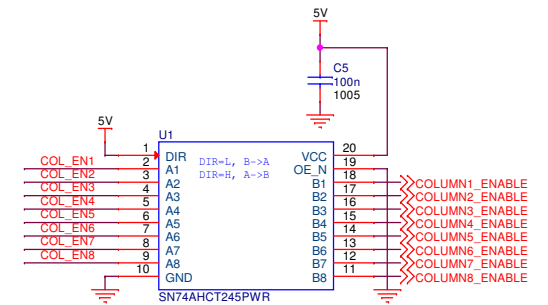 5V
C5
100n
1005
5V
U1
1 DIR VCC 20
COL_EN1 2 A1 DIR=L, B->A OE_N 19
COL_EN2 3 A2 DIR=H, A->B B1 18 COLUMN1_ENABLE
COL_EN3 4 A3 B2 17 COLUMN2_ENABLE
COL_EN4 5 A4 B3 16 COLUMN3_ENABLE
COL_EN5 6 A5 B4 15 COLUMN4_ENABLE
COL_EN6 7 A6 B5 14 COLUMN5_ENABLE
COL_EN7 8 A7 B6 13 COLUMN6_ENABLE
COL_EN8 9 A8 B7 12 COLUMN7_ENABLE
10 GND B8 11 COLUMN8_ENABLE
SN74AHCT245PWR